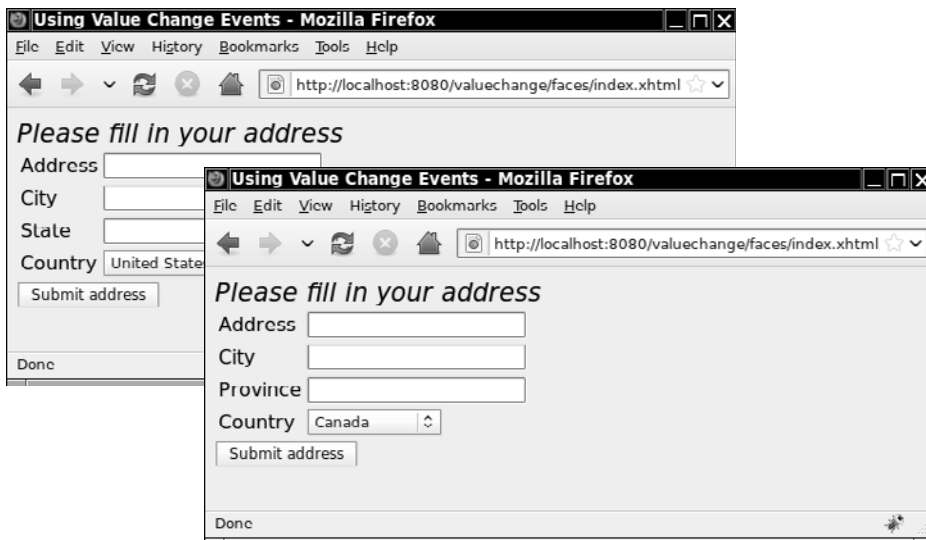 Using Value Change Events - Mozilla Firefox
File Edit View History Bookmarks Tools Help
http://localhost:8080/valuechange/faces/index.xhtml
Please fill in your address
Address
City
State
Country United State
Submit address
Done
Using Value Change Events - Mozilla Firefox
File Edit View History Bookmarks Tools Help
http://localhost:8080/valuechange/faces/index.xhtml
Please fill in your address
Address
City
Province
Country Canada
Submit address
Done